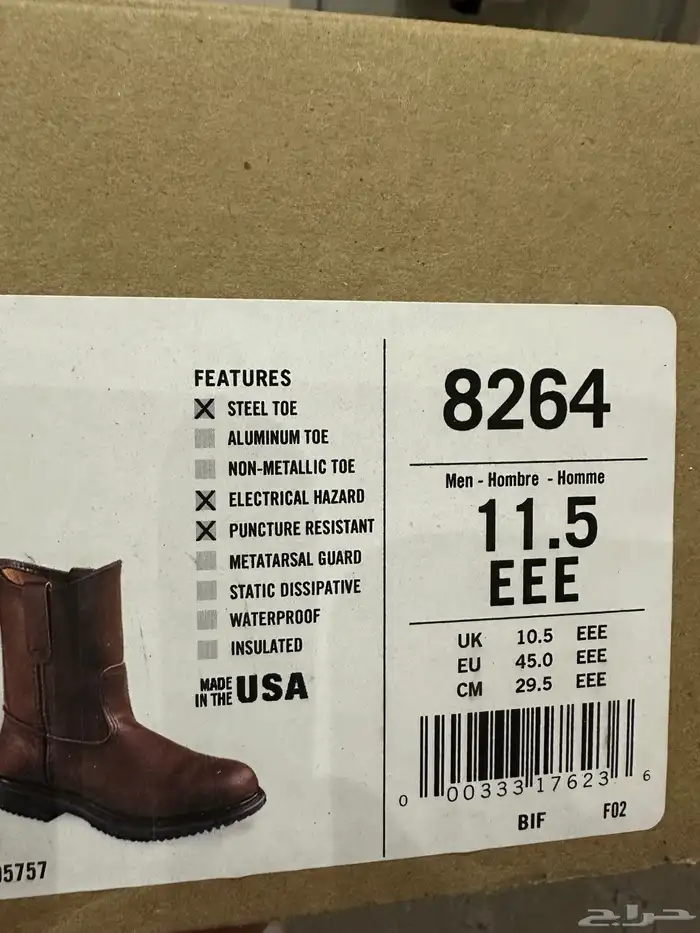 FEATURES
X STEEL TOE
ALUMINUM TOE
NON-METALLIC TOE
X ELECTRICAL HAZARD
X PUNCTURE RESISTANT
METATARSAL GUARD
STATIC DISSIPATIVE
WATERPROOF
INSULATED
MADE IN THE USA
05757
8264
Men - Hombre - Homme
11.5
EEE
UK 10.5 EEE
EU 45.0 EEE
CM 29.5 EEE
0 00333 17623 6
BIF F02
حراج